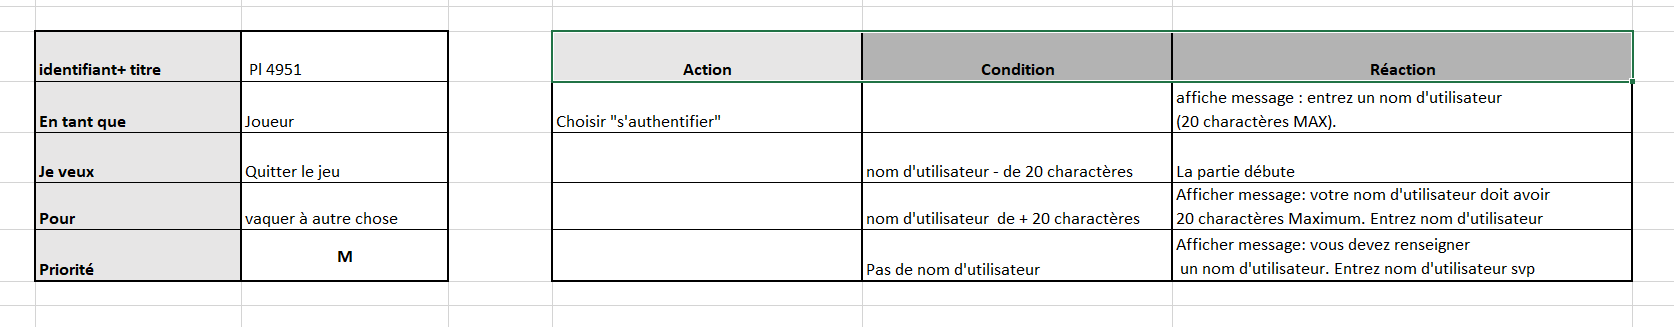 identifiant+ titre
Pl 4951
En tant que
Joueur
Je veux
Quitter le jeu
Pour
vaquer à autre chose
Priorité
M
Action
Condition
Réaction
Choisir "s'authentifier"
affiche message : entrez un nom d'utilisateur
(20 charactères MAX).
nom d'utilisateur - de 20 charactères
La partie débute
nom d'utilisateur  de + 20 charactères
Afficher message: votre nom d'utilisateur doit avoir
20 charactères Maximum. Entrez nom d'utilisateur
Pas de nom d'utilisateur
Afficher message: vous devez renseigner
un nom d'utilisateur. Entrez nom d'utilisateur svp